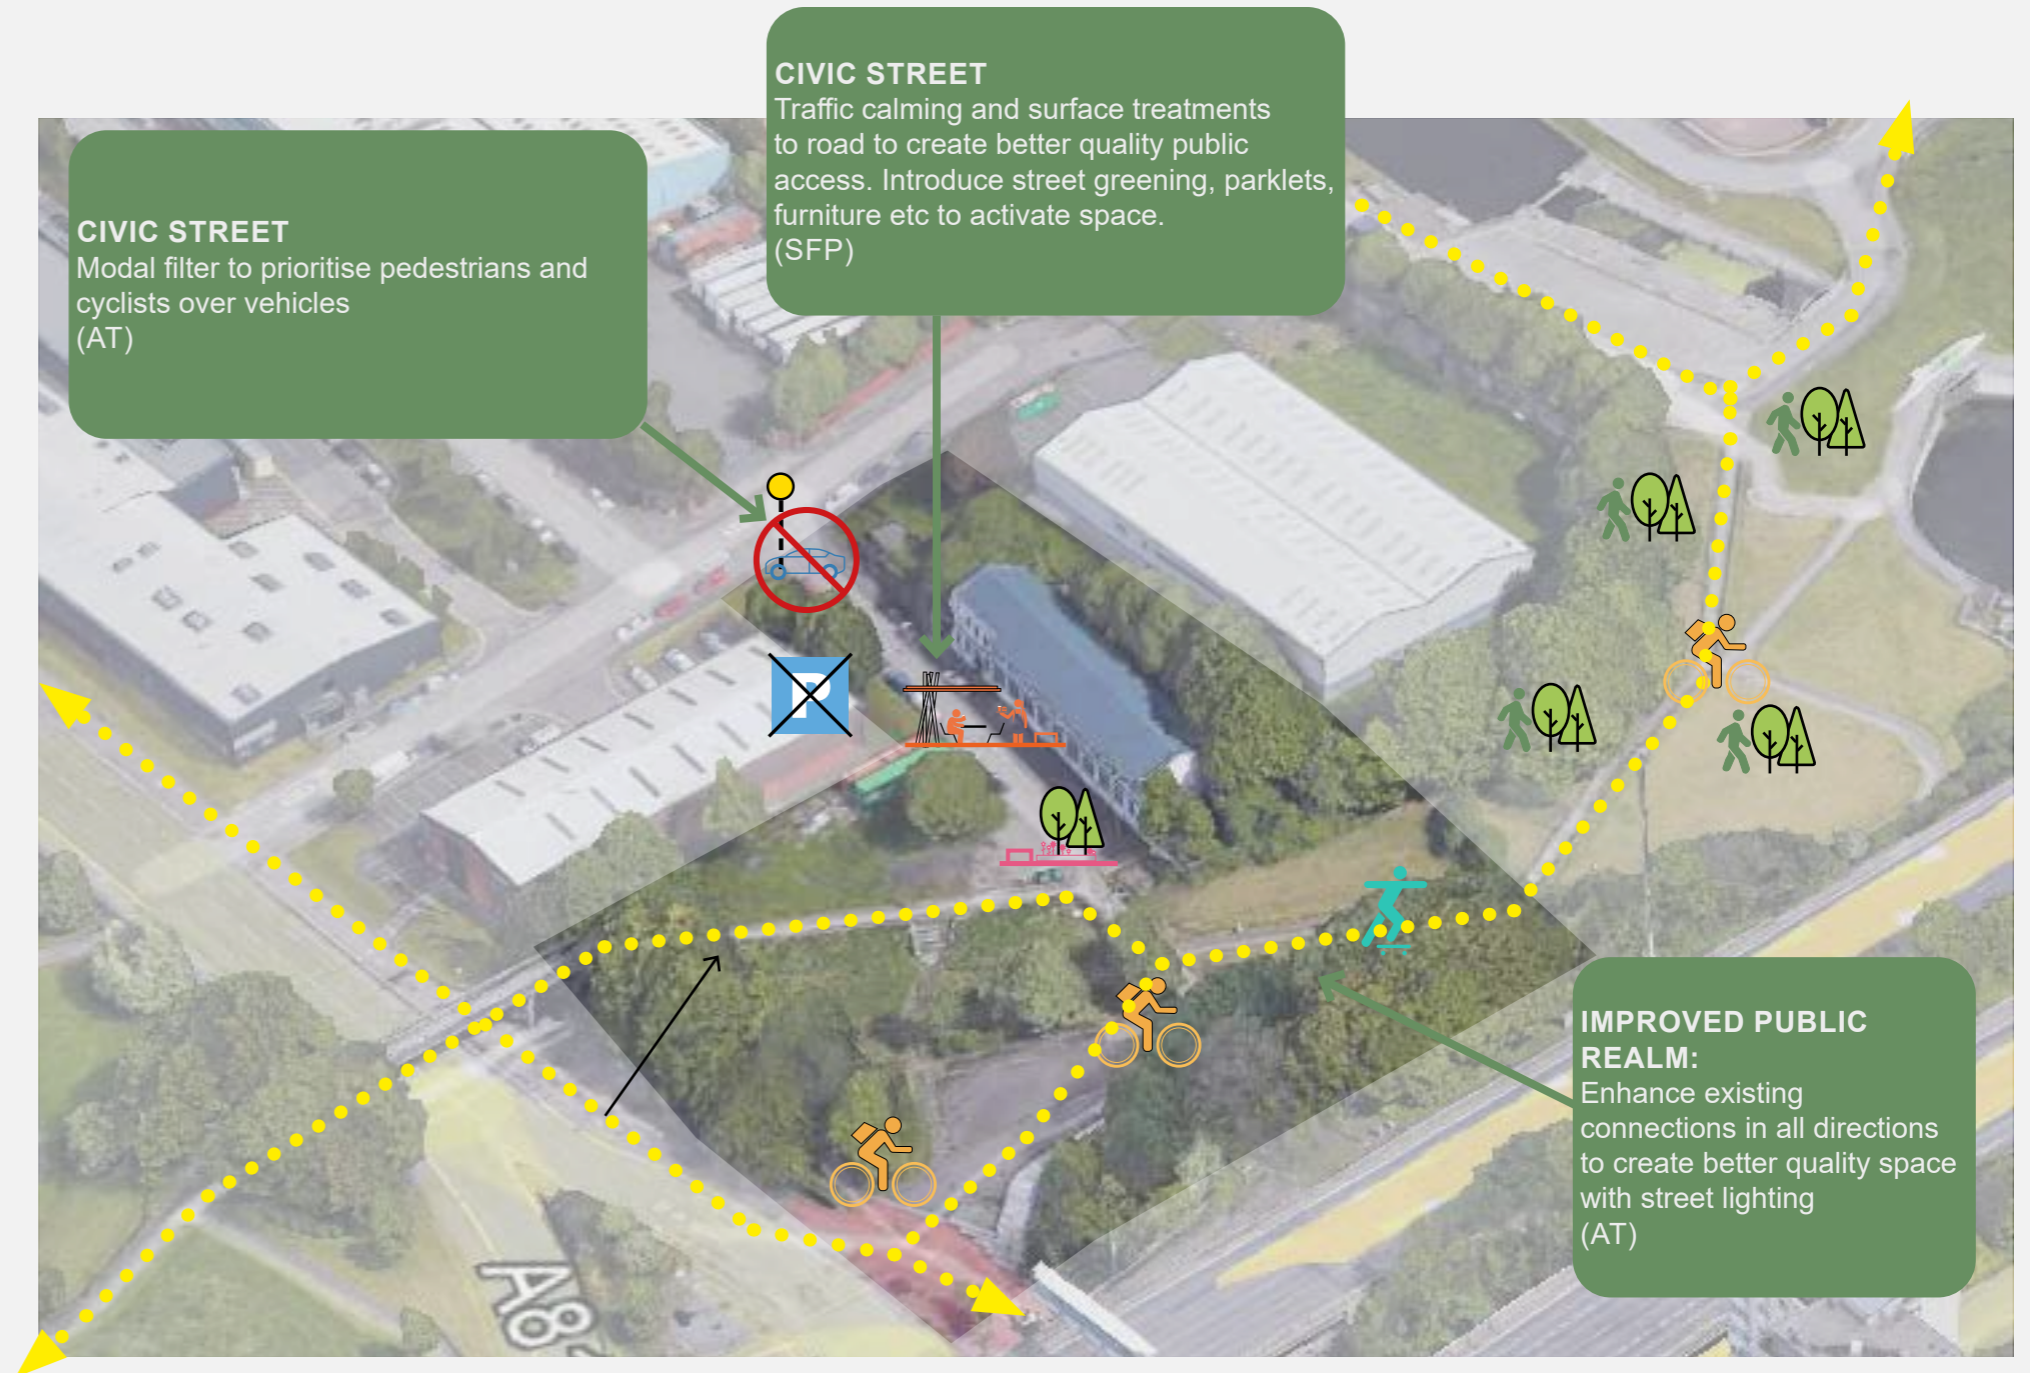 CIVIC STREET
Traffic calming and surface treatments
to road to create better quality public
access. Introduce street greening, parklets,
furniture etc to activate space.
(SFP)
CIVIC STREET
Modal filter to prioritise pedestrians and
cyclists over vehicles
(AT)
P
IMPROVED PUBLIC
REALM:
Enhance existing
connections in all directions
to create better quality space
with street lighting
(AT)